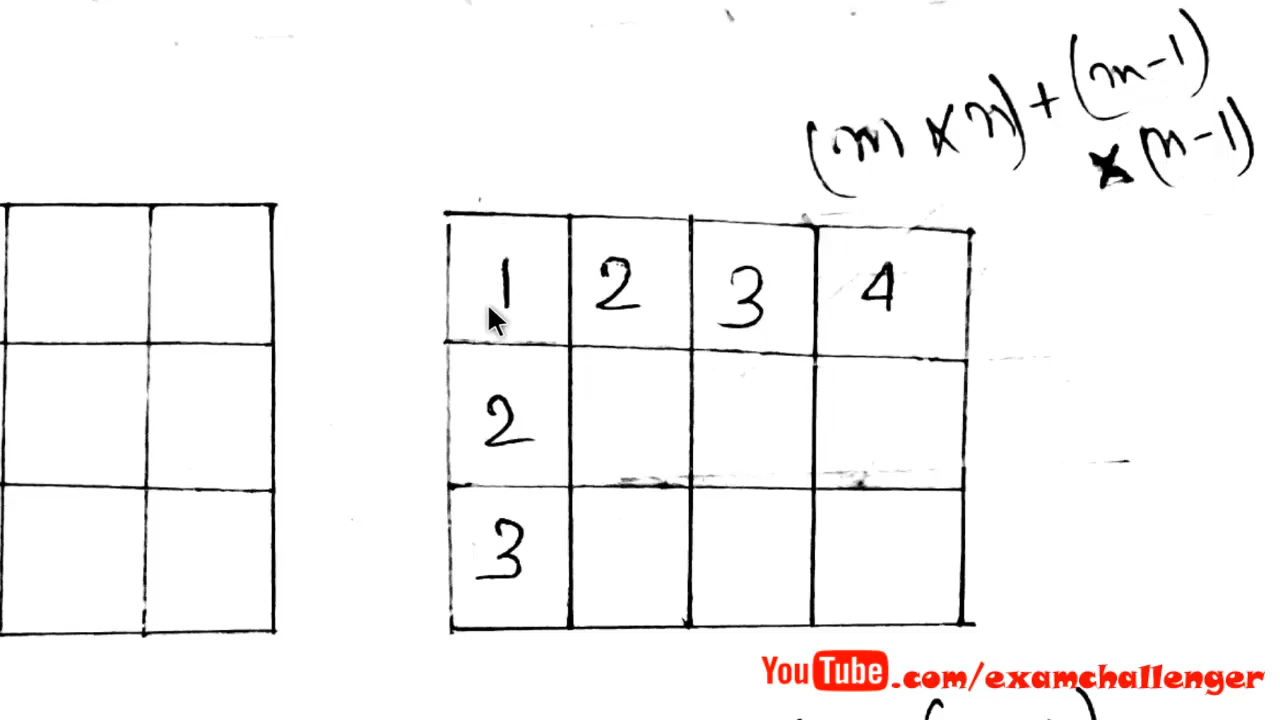 (m × n) + (m-1)
× (n-1)
1 2 3 4
2
3
YouTube.com/examchallenger